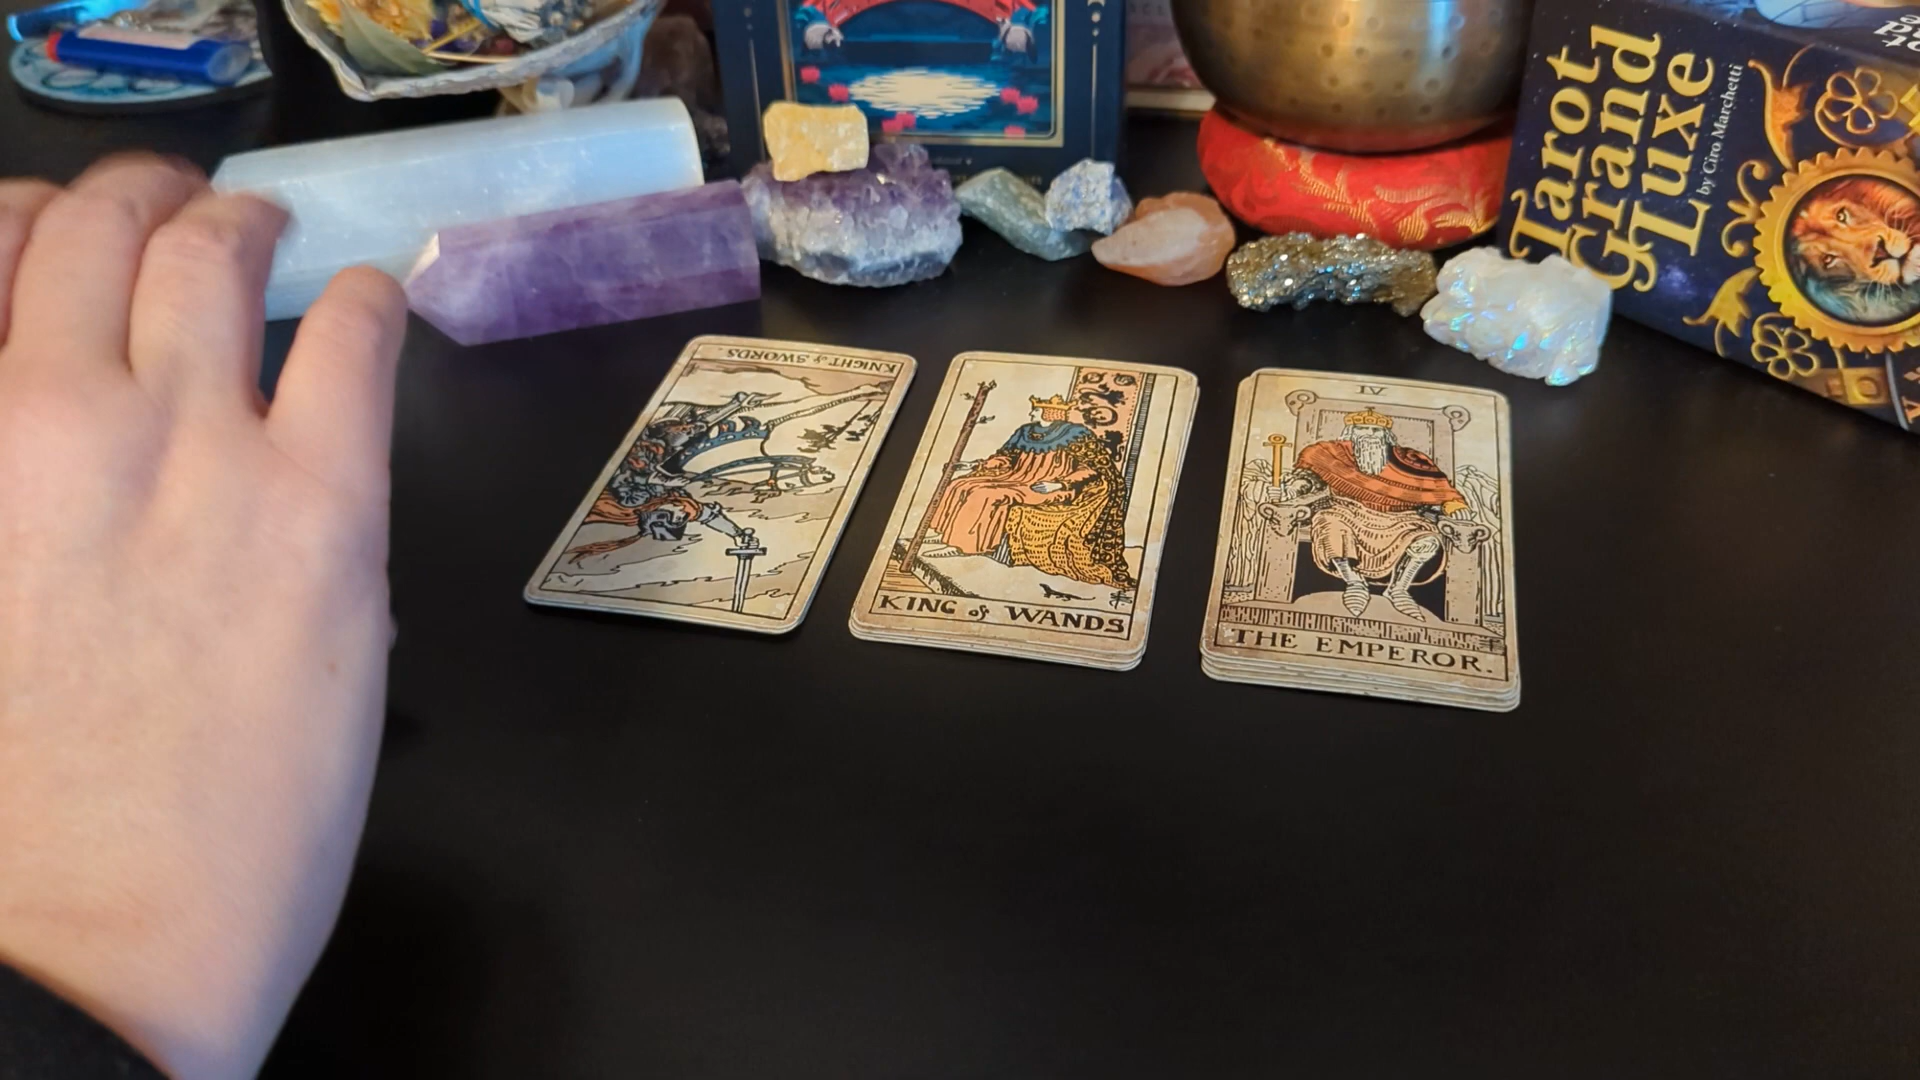 Tarot
Grand
Luxe
by Ciro Marchetti
KNIGHT of SWORDS
KING of WANDS
IV
THE EMPEROR.